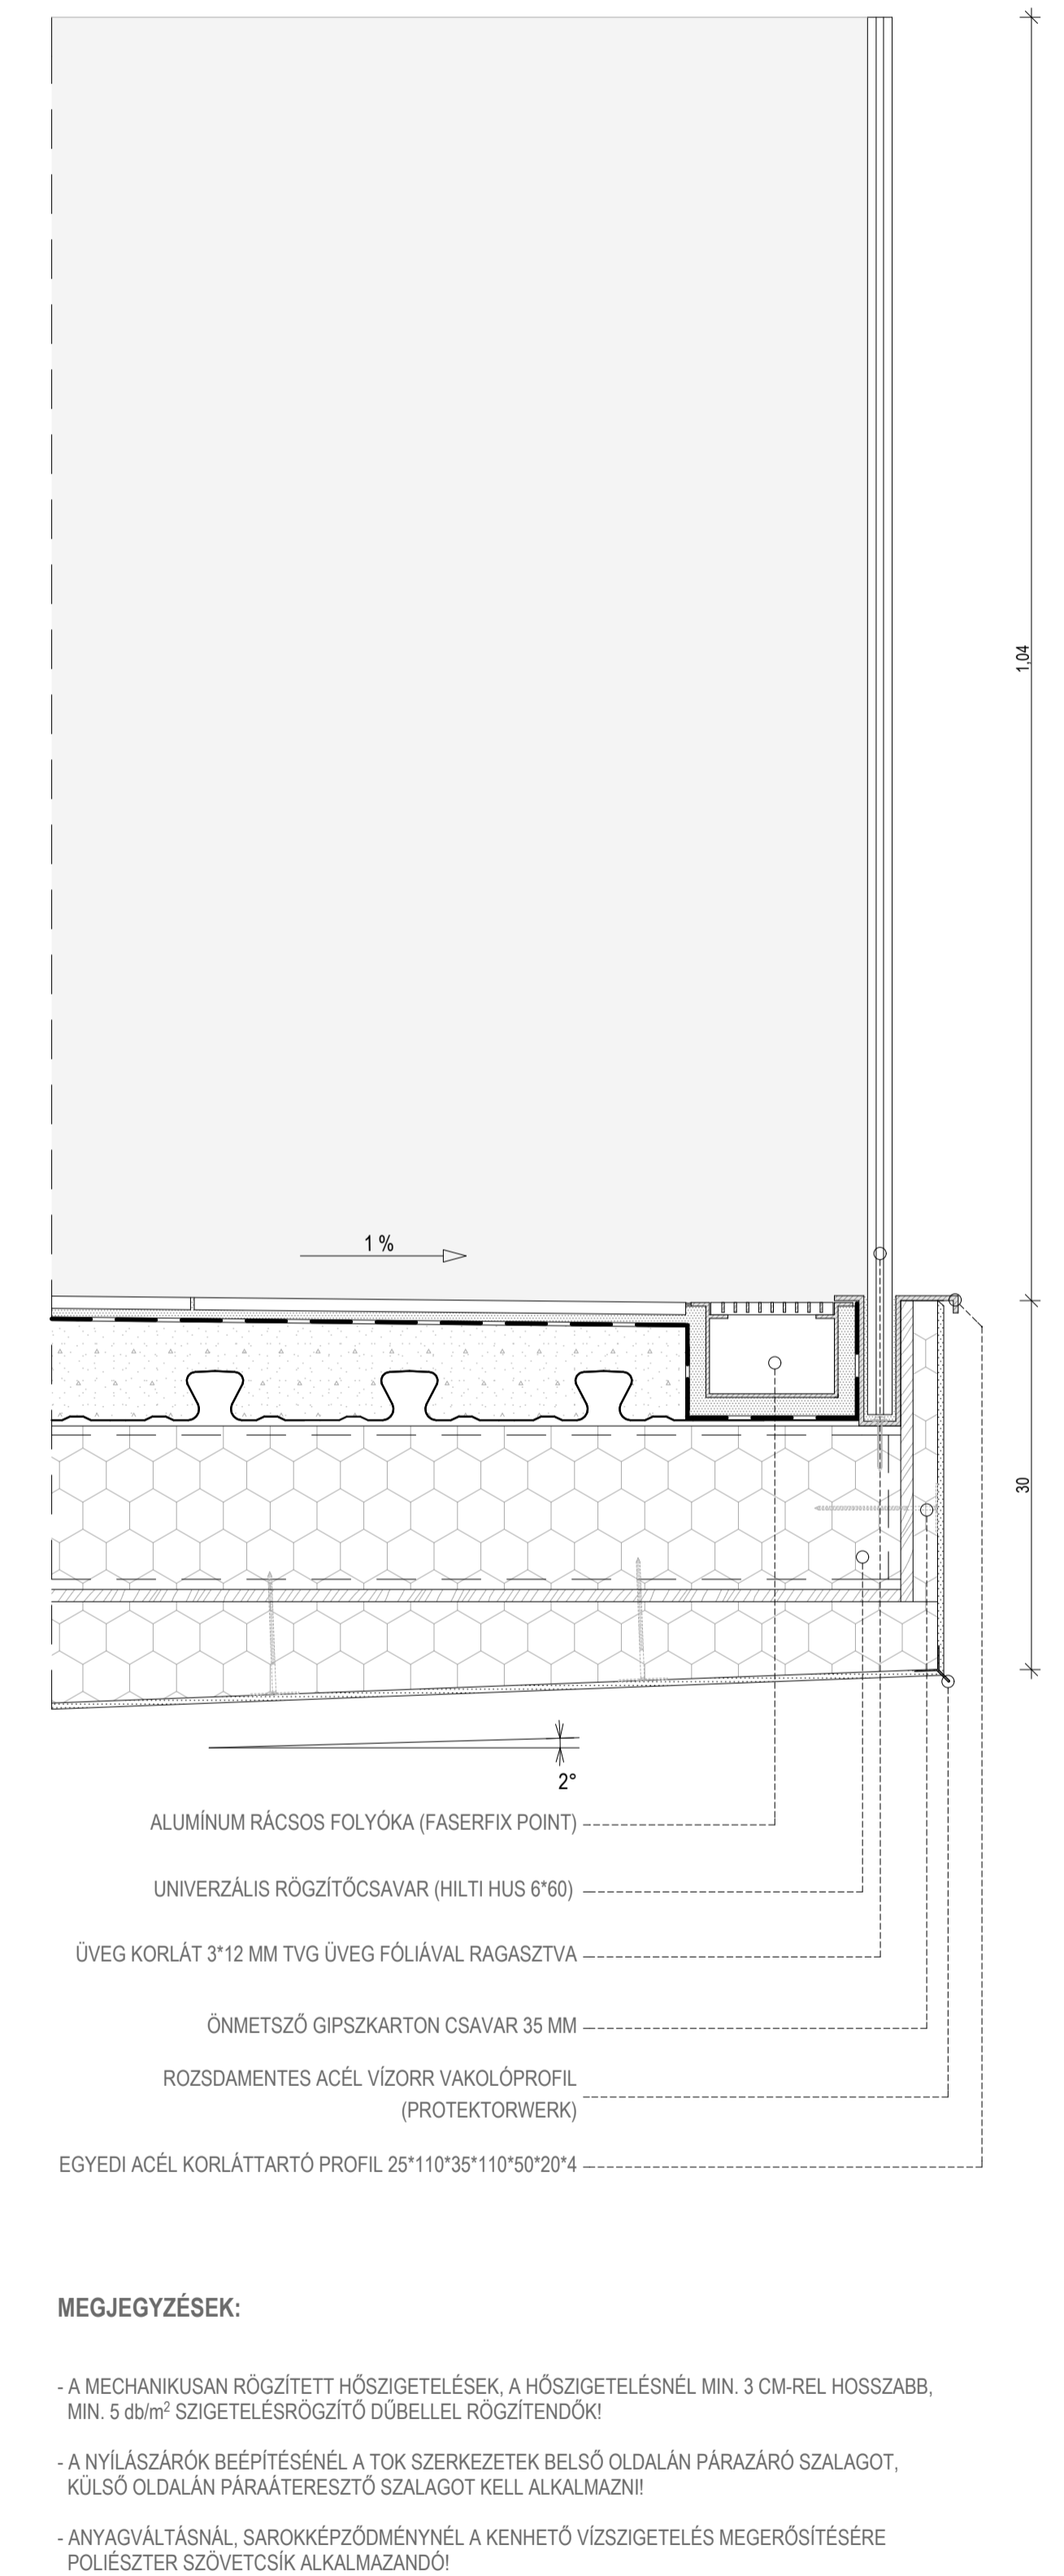 1,04
1 %
30
2°
ALUMÍNUM RÁCSOS FOLYÓKA (FASERFIX POINT)
UNIVERZÁLIS RÖGZÍTŐCSAVAR (HILTI HUS 6*60)
ÜVEG KORLÁT 3*12 MM TVG ÜVEG FÓLIÁVAL RAGASZTVA
ÖNMETSZŐ GIPSZKARTON CSAVAR 35 MM
ROZSDAMENTES ACÉL VÍZORR VAKOLÓPROFIL
(PROTEKTORWERK)
EGYEDI ACÉL KORLÁTTARTÓ PROFIL 25*110*35*110*50*20*4
MEGJEGYZÉSEK:
- A MECHANIKUSAN RÖGZÍTETT HŐSZIGETELÉSEK, A HŐSZIGETELÉSNÉL MIN. 3 CM-REL HOSSZABB,
MIN. 5 db/m² SZIGETELÉSRÖGZÍTŐ DŰBELLEL RÖGZÍTENDŐK!
- A NYÍLÁSZÁRÓK BEÉPÍTÉSÉNÉL A TOK SZERKEZETEK BELSŐ OLDALÁN PÁRAZÁRÓ SZALAGOT,
KÜLSŐ OLDALÁN PÁRAÁTERESZTŐ SZALAGOT KELL ALKALMAZNI!
- ANYAGVÁLTÁSNÁL, SAROKKÉPZŐDMÉNYNÉL A KENHETŐ VÍZSZIGETELÉS MEGERŐSÍTÉSÉRE
POLIÉSZTER SZÖVETCSÍK ALKALMAZANDÓ!